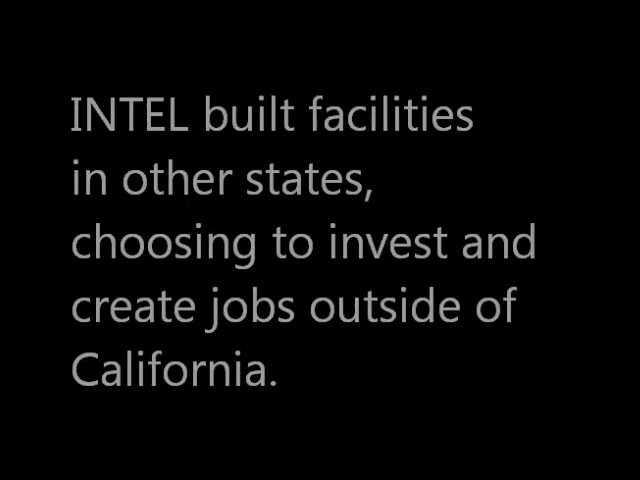 INTEL built facilities
in other states,
choosing to invest and
create jobs outside of
California.